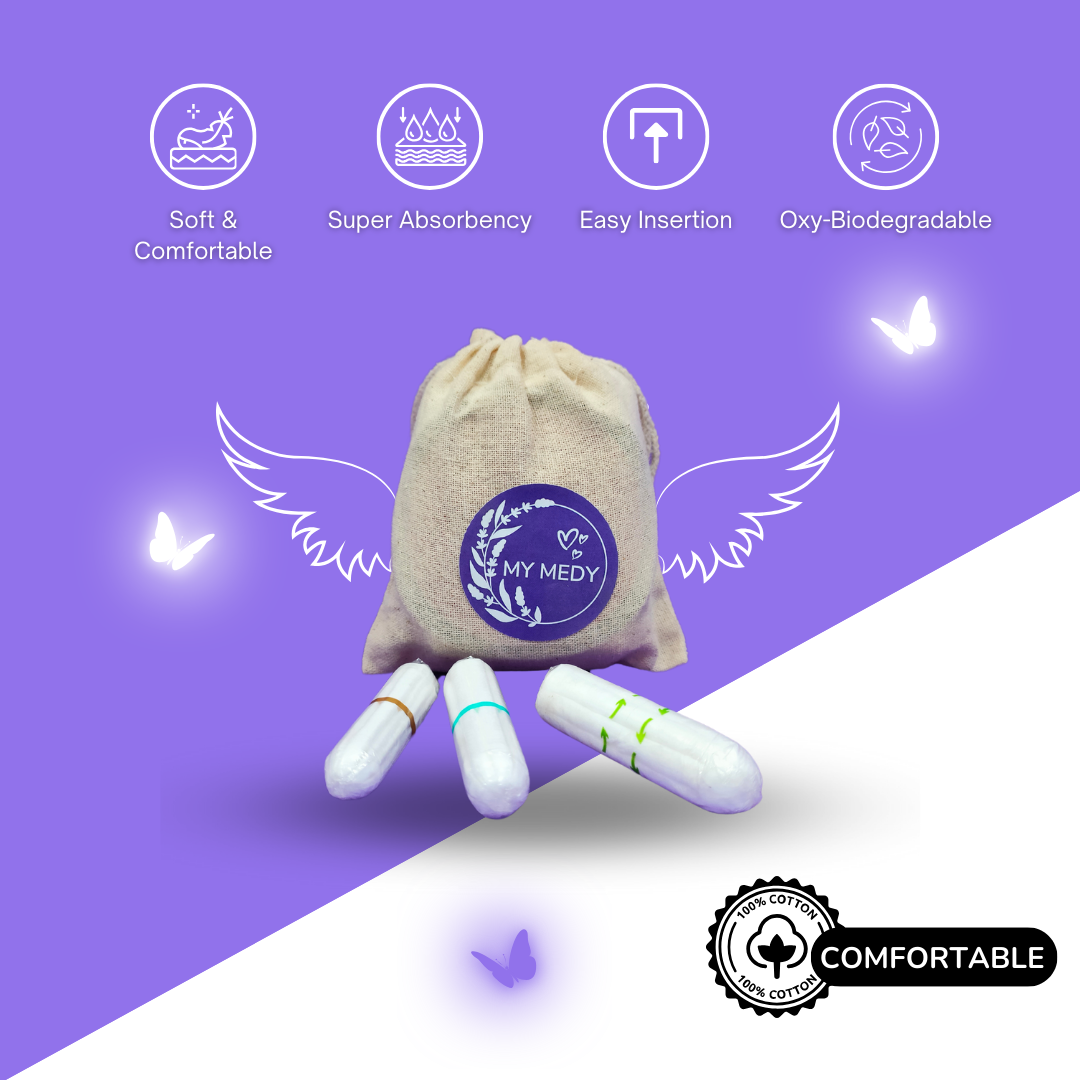 Soft &
Comfortable
Super Absorbency
Easy Insertion
Oxy-Biodegradable
MY MEDY
100% COTTON
COMFORTABLE
100% COTTON